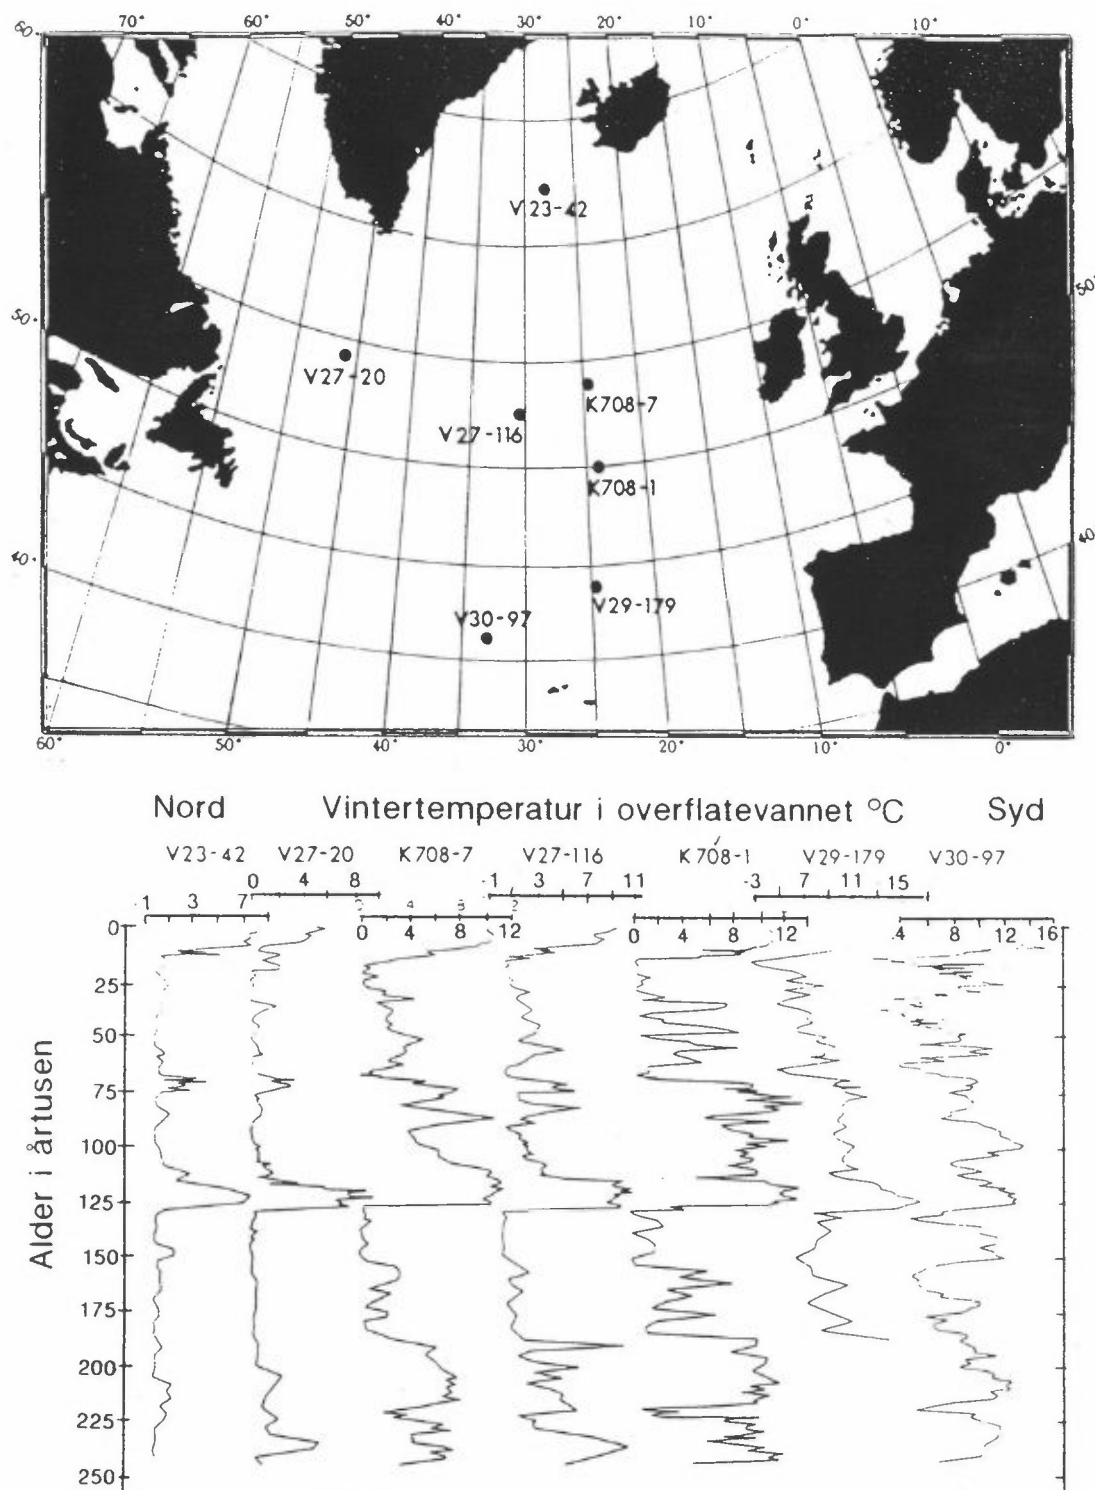 70° 60° 50° 40° 30° 20° 10° 0° 10°
60°
V23-42
50°
50°
V27-20
K708-7
V27-116
K708-1
40°
40°
V29-179
V30-97
60° 50° 40° 30° 20° 10° 0°
Nord Vintertemperatur i overflatevannet °C Syd
V23-42 V27-20 K708-7 V27-116 K708-1 V29-179 V30-97
0 4 8 -1 3 7 11 -3 7 11 15
-1 3 7 0 4 8 12 0 4 8 12 4 8 12 16
Alder i årtusen
0
25
50
75
100
125
150
175
200
225
250